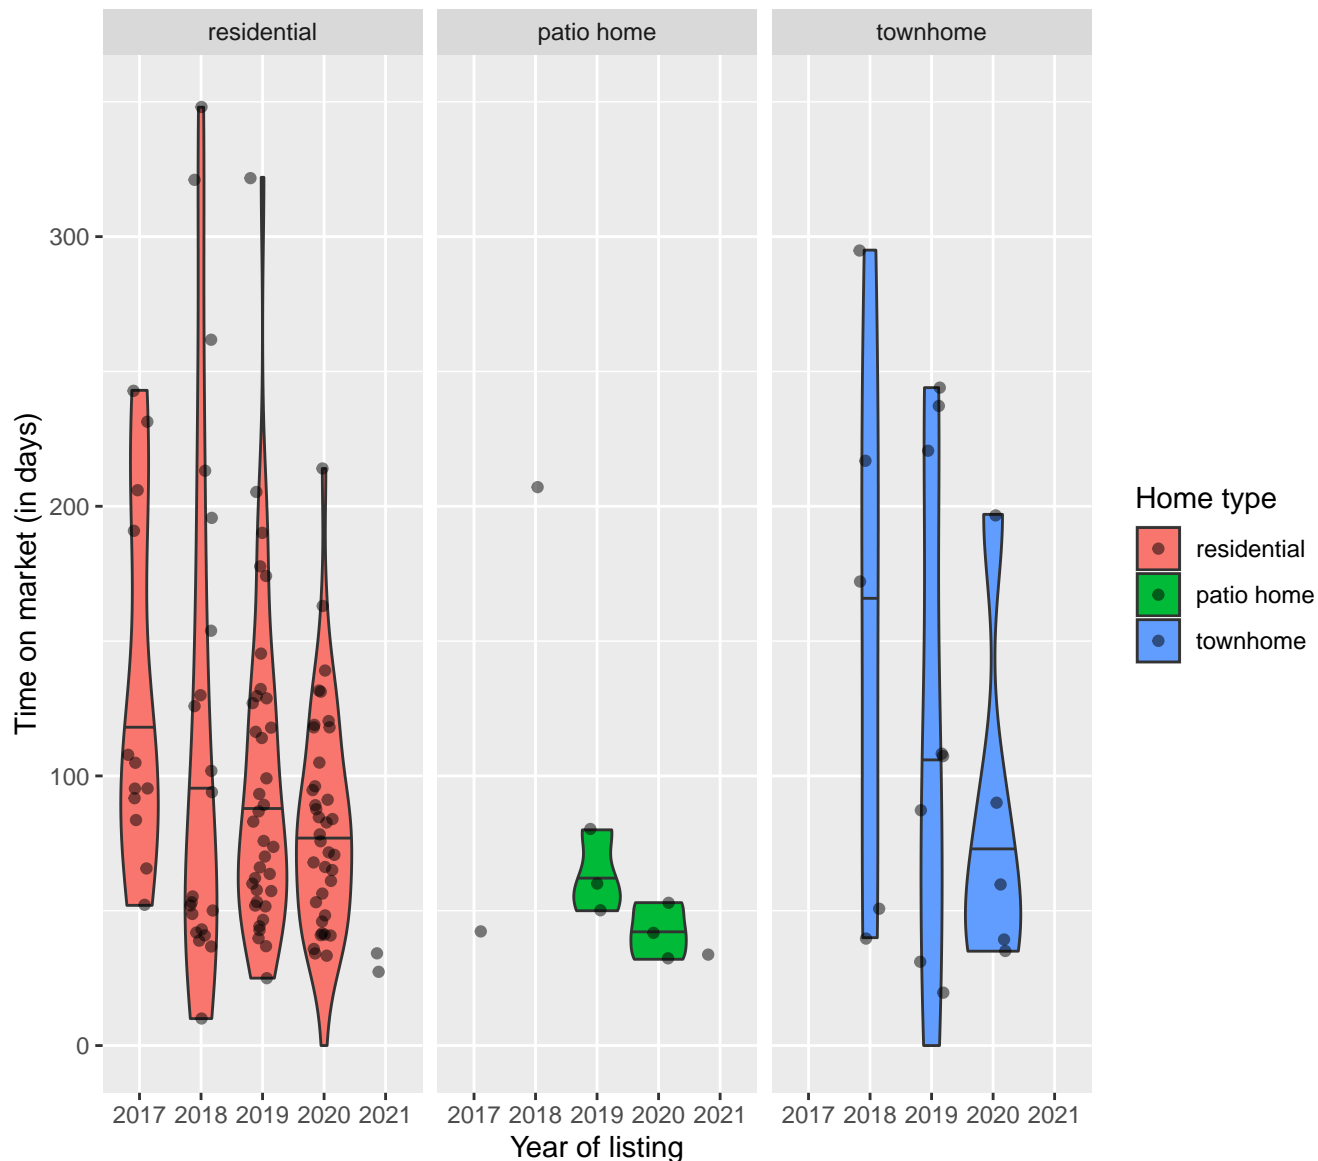 residential patio home townhome
300
200
100
0
Time on market (in days)
2017 2018 2019 2020 2021 2017 2018 2019 2020 2021 2017 2018 2019 2020 2021
Year of listing
Home type
residential
patio home
townhome